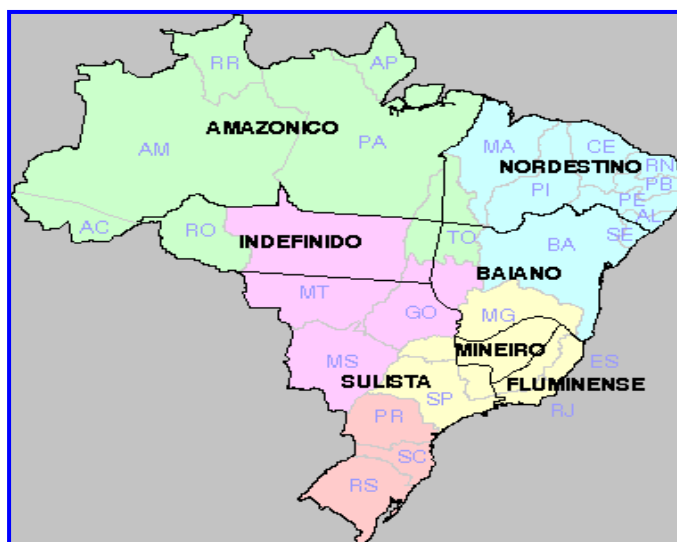 RR
AP
AMAZONICO
AM
PA
MA
CE
NORDESTINO
RN
PI
PB
PE
AL
AC
RO
INDEFINIDO
TO
BA
SE
BAIANO
MT
GO
MG
MS
MINEIRO
ES
SULISTA
FLUMINENSE
SP
RJ
PR
SC
RS